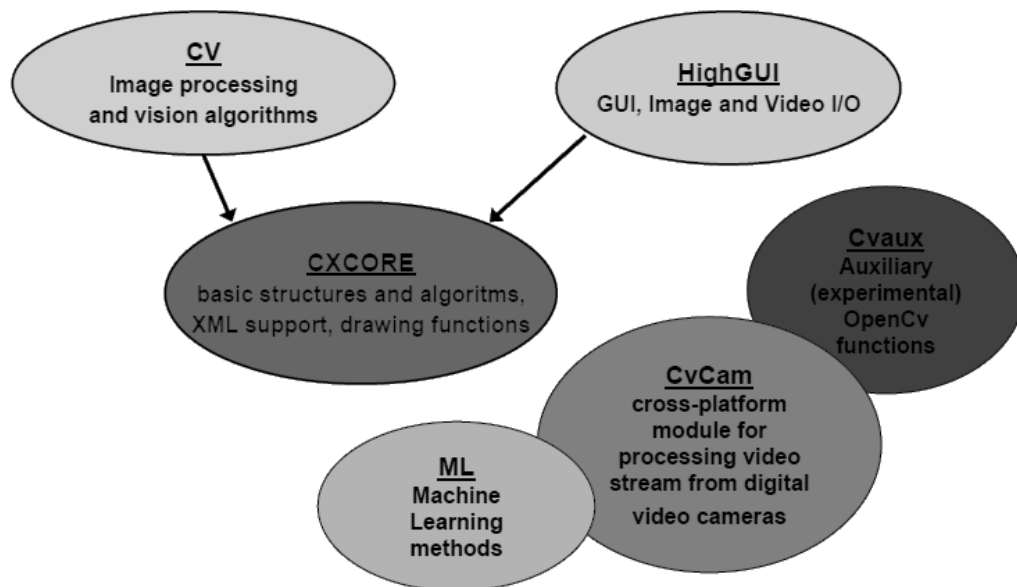 CV
Image processing
and vision algorithms
HighGUI
GUI, Image and Video I/O
CXCORE
basic structures and algoritms,
XML support, drawing functions
Cvaux
Auxiliary
(experimental)
OpenCv
functions
CvCam
cross-platform
module for
processing video
stream from digital
video cameras
ML
Machine
Learning
methods